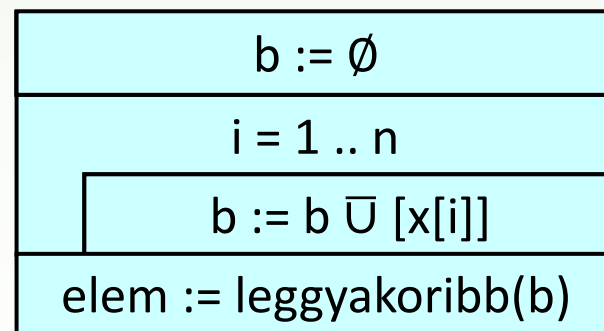 b := Ø
i = 1 .. n
b := b U̅ [x[i]]
elem := leggyakoribb(b)